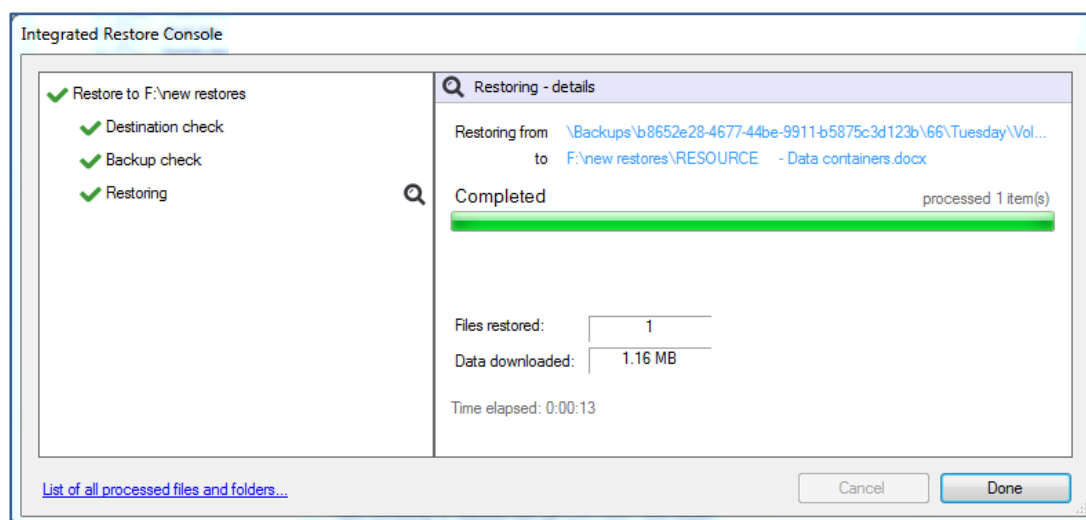 Integrated Restore Console
Restore to F:\new restores
Destination check
Backup check
Restoring
Restoring - details
Restoring from \Backups\b8652e28-4677-44be-9911-b5875c3d123b\66\Tuesday\Vol...
to F:\new restores\RESOURCE - Data containers.docx
Completed processed 1 item(s)
Files restored: 1
Data downloaded: 1.16 MB
Time elapsed: 0:00:13
List of all processed files and folders... Cancel Done